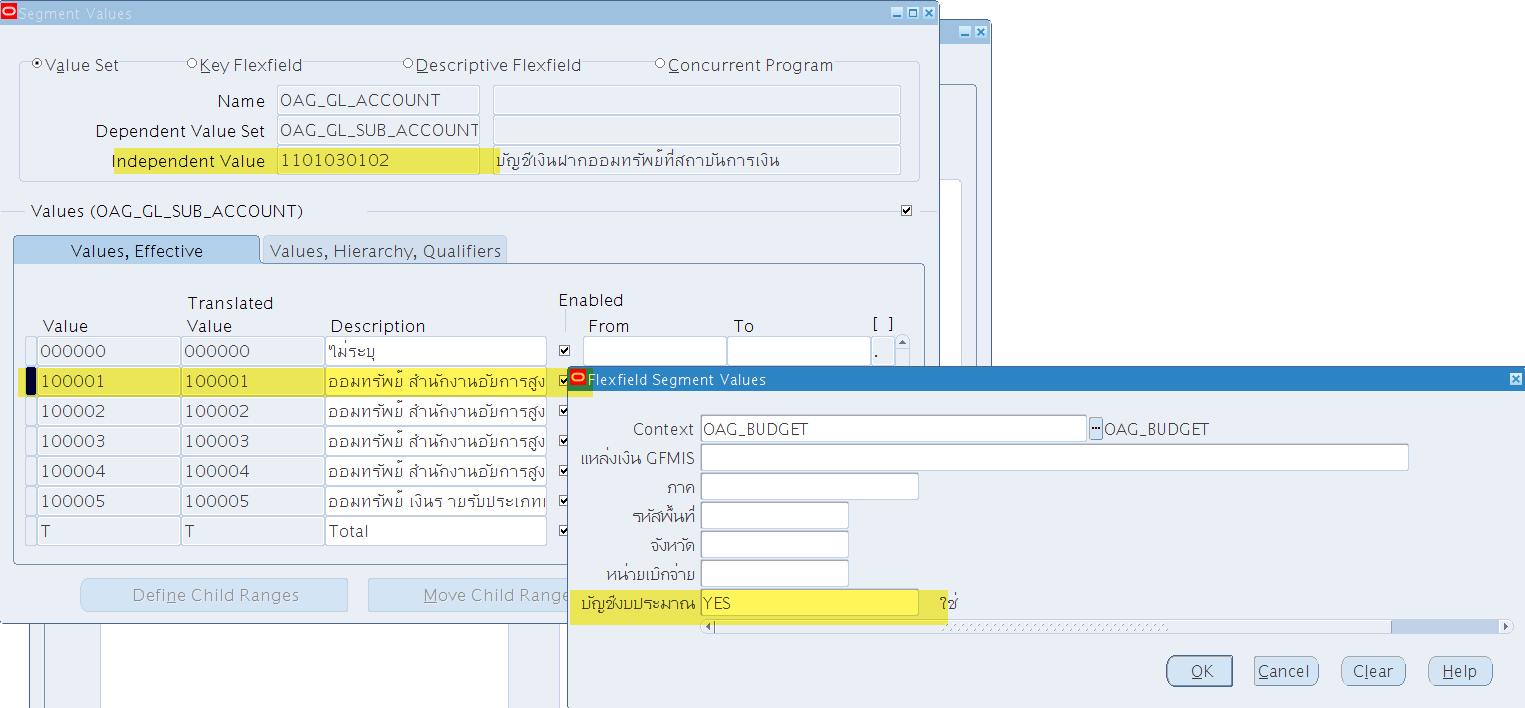 Segment Values
Value Set Key Flexfield Descriptive Flexfield Concurrent Program
Name OAG_GL_ACCOUNT
Dependent Value Set OAG_GL_SUB_ACCOUNT
Independent Value 1101030102 บัญชีเงินฝากออมทรัพย์ที่สถาบันการเงิน
Values (OAG_GL_SUB_ACCOUNT)
Values, Effective Values, Hierarchy, Qualifiers
Translated Enabled
Value Value Description From To [ ]
000000 000000 ไม่ระบุ
100001 100001 ออมทรัพย์ สำนักงานอัยการสูง
100002 100002 ออมทรัพย์ สำนักงานอัยการสูง
100003 100003 ออมทรัพย์ สำนักงานอัยการสูง
100004 100004 ออมทรัพย์ สำนักงานอัยการสูง
100005 100005 ออมทรัพย์ เงินร ายรับประเภทเ
T T Total
Define Child Ranges Move Child Range
Flexfield Segment Values
Context OAG_BUDGET OAG_BUDGET
แหล่งเงิน GFMIS
ภาค
รหัสพื้นที่
จังหวัด
หน่วยเบิกจ่าย
บัญชีงบประมาณ YES ใช่
OK Cancel Clear Help